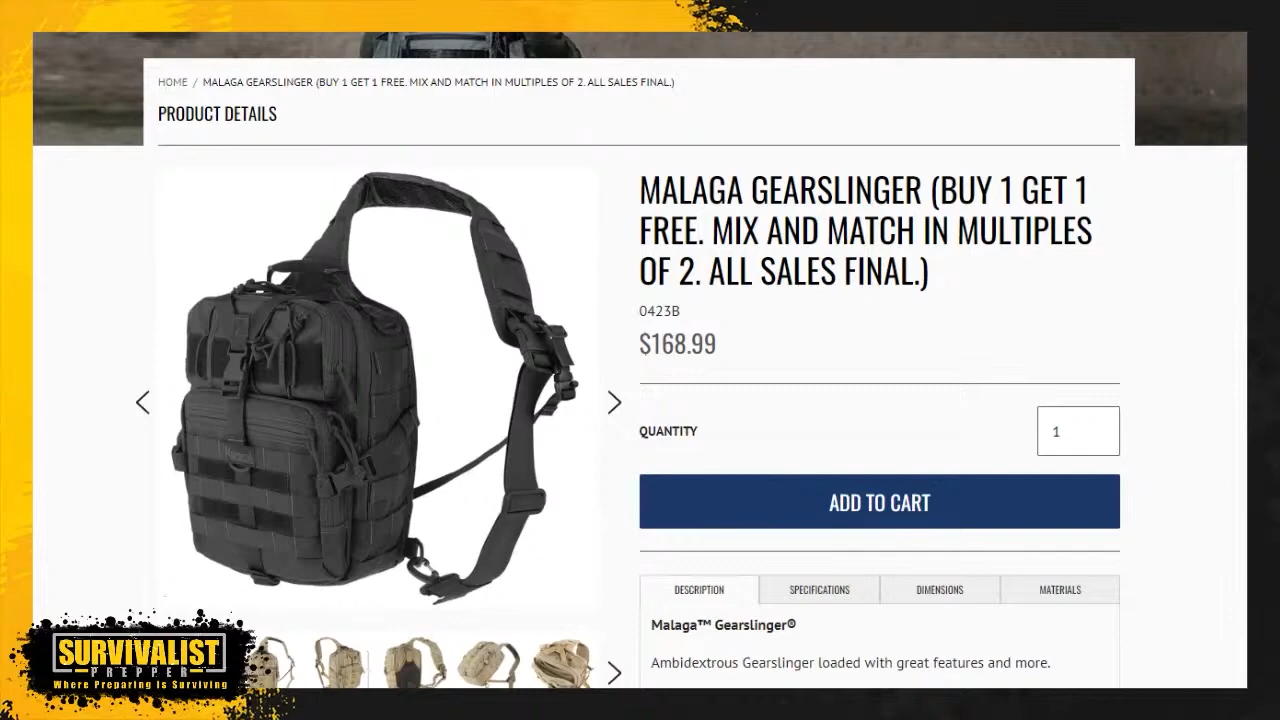 HOME / MALAGA GEARSLINGER (BUY 1 GET 1 FREE. MIX AND MATCH IN MULTIPLES OF 2. ALL SALES FINAL.)
PRODUCT DETAILS
MALAGA GEARSLINGER (BUY 1 GET 1
FREE. MIX AND MATCH IN MULTIPLES
OF 2. ALL SALES FINAL.)
0423B
$168.99
QUANTITY
1
ADD TO CART
DESCRIPTION
SPECIFICATIONS
DIMENSIONS
MATERIALS
Malaga™ Gearslinger®
Ambidextrous Gearslinger loaded with great features and more.
SURVIVALIST
PREPPER
Where Preparing Is Surviving